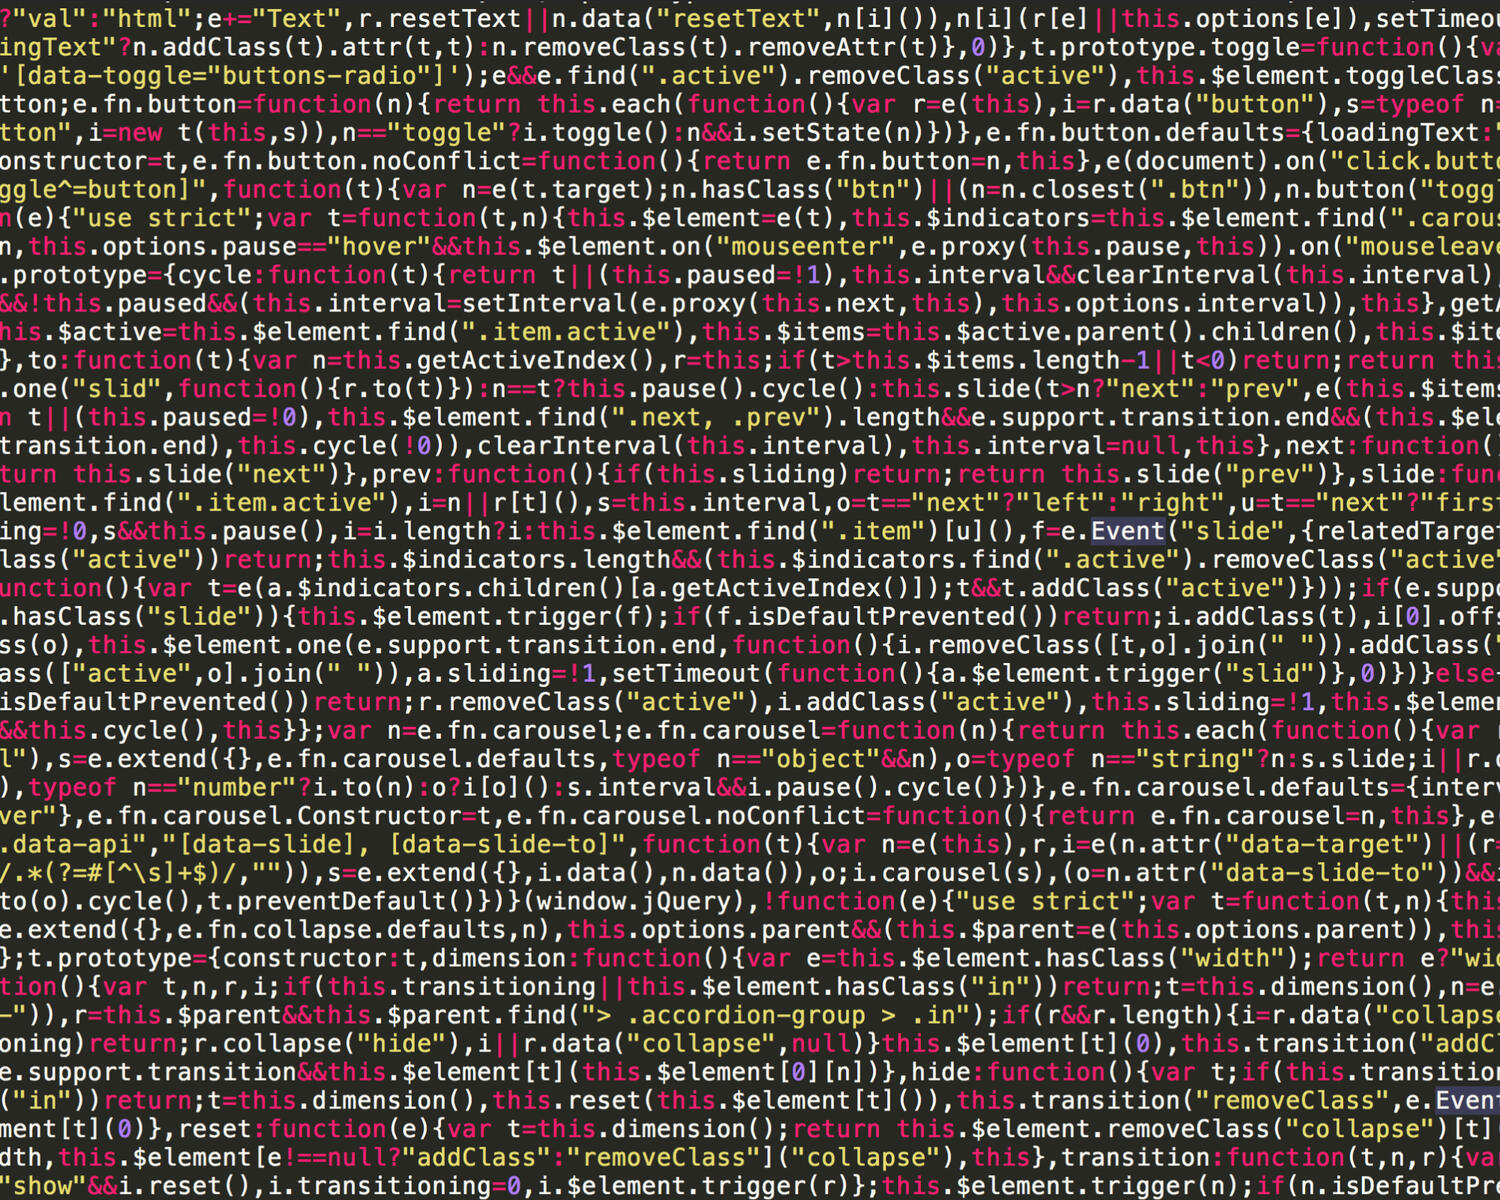 ?"val":"html";e+="Text",r.resetText||n.data("resetText",n[i]()),n[i](r[e]||this.options[e]),setTimeou
ingText"?n.addClass(t).attr(t,t):n.removeClass(t).removeAttr(t)},0)},t.prototype.toggle=function(){va
'[data-toggle="buttons-radio"]');e&&e.find(".active").removeClass("active"),this.$element.toggleClass
tton;e.fn.button=function(n){return this.each(function(){var r=e(this),i=r.data("button"),s=typeof n=
tton",i=new t(this,s)),n=="toggle"?i.toggle():n&&i.setState(n)})},e.fn.button.defaults={loadingText:"
onstructor=t,e.fn.button.noConflict=function(){return e.fn.button=n,this},e(document).on("click.butto
ggle^=button]",function(t){var n=e(t.target);n.hasClass("btn")||(n=n.closest(".btn")),n.button("toggl
n(e){"use strict";var t=function(t,n){this.$element=e(t),this.$indicators=this.$element.find(".carous
n,this.options.pause=="hover"&&this.$element.on("mouseenter",e.proxy(this.pause,this)).on("mouseleave
.prototype={cycle:function(t){return t||(this.paused=!1),this.interval&&clearInterval(this.interval),
&&!this.paused&&(this.interval=setInterval(e.proxy(this.next,this),this.options.interval)),this},getA
his.$active=this.$element.find(".item.active"),this.$items=this.$active.parent().children(),this.$ite
},to:function(t){var n=this.getActiveIndex(),r=this;if(t>this.$items.length-1||t<0)return;return this
.one("slid",function(){r.to(t)}):n==t?this.pause().cycle():this.slide(t>n?"next":"prev",e(this.$items
n t||(this.paused=!0),this.$element.find(".next, .prev").length&&e.support.transition.end&&(this.$ele
transition.end),this.cycle(!0)),clearInterval(this.interval),this.interval=null,this},next:function()
turn this.slide("next")},prev:function(){if(this.sliding)return;return this.slide("prev")},slide:func
lement.find(".item.active"),i=n||r[t](),s=this.interval,o=t=="next"?"left":"right",u=t=="next"?"first
ing=!0,s&&this.pause(),i=i.length?i:this.$element.find(".item")[u](),f=e.Event("slide",{relatedTarget
lass("active"))return;this.$indicators.length&&(this.$indicators.find(".active").removeClass("active"
unction(){var t=e(a.$indicators.children()[a.getActiveIndex()]);t&&t.addClass("active")}));if(e.suppo
.hasClass("slide")){this.$element.trigger(f);if(f.isDefaultPrevented())return;i.addClass(t),i[0].offs
ss(o),this.$element.one(e.support.transition.end,function(){i.removeClass([t,o].join(" ")).addClass("
ass(["active",o].join(" ")),a.sliding=!1,setTimeout(function(){a.$element.trigger("slid")},0)})}else
isDefaultPrevented())return;r.removeClass("active"),i.addClass("active"),this.sliding=!1,this.$elemen
&&this.cycle(),this}};var n=e.fn.carousel;e.fn.carousel=function(n){return this.each(function(){var r
l"),s=e.extend({},e.fn.carousel.defaults,typeof n=="object"&&n),o=typeof n=="string"?n:s.slide;i||r.d
),typeof n=="number"?i.to(n):o?i[o]():s.interval&&i.pause().cycle()})},e.fn.carousel.defaults={interv
ver"},e.fn.carousel.Constructor=t,e.fn.carousel.noConflict=function(){return e.fn.carousel=n,this},e(
.data-api","[data-slide], [data-slide-to]",function(t){var n=e(this),r,i=e(n.attr("data-target")||(r=
/.*(?=#[^\s]+$)/,"")),s=e.extend({},i.data(),n.data()),o;i.carousel(s),(o=n.attr("data-slide-to"))&&i
to(o).cycle(),t.preventDefault()})}(window.jQuery),!function(e){"use strict";var t=function(t,n){this
e.extend({},e.fn.collapse.defaults,n),this.options.parent&&(this.$parent=e(this.options.parent)),this
};t.prototype={constructor:t,dimension:function(){var e=this.$element.hasClass("width");return e?"wid
tion(){var t,n,r,i;if(this.transitioning||this.$element.hasClass("in"))return;t=this.dimension(),n=e.
-")),r=this.$parent&&this.$parent.find("> .accordion-group > .in");if(r&&r.length){i=r.data("collapse
oning)return;r.collapse("hide"),i||r.data("collapse",null)}this.$element[t](0),this.transition("addCl
e.support.transition&&this.$element[t](this.$element[0][n])},hide:function(){var t;if(this.transition
("in"))return;t=this.dimension(),this.reset(this.$element[t]()),this.transition("removeClass",e.Event
ment[t](0)},reset:function(e){var t=this.dimension();return this.$element.removeClass("collapse")[t](
dth,this.$element[e!==null?"addClass":"removeClass"]("collapse"),this},transition:function(t,n,r){var
"show"&&i.reset(),i.transitioning=0,i.$element.trigger(r)};this.$element.trigger(n);if(n.isDefaultPre